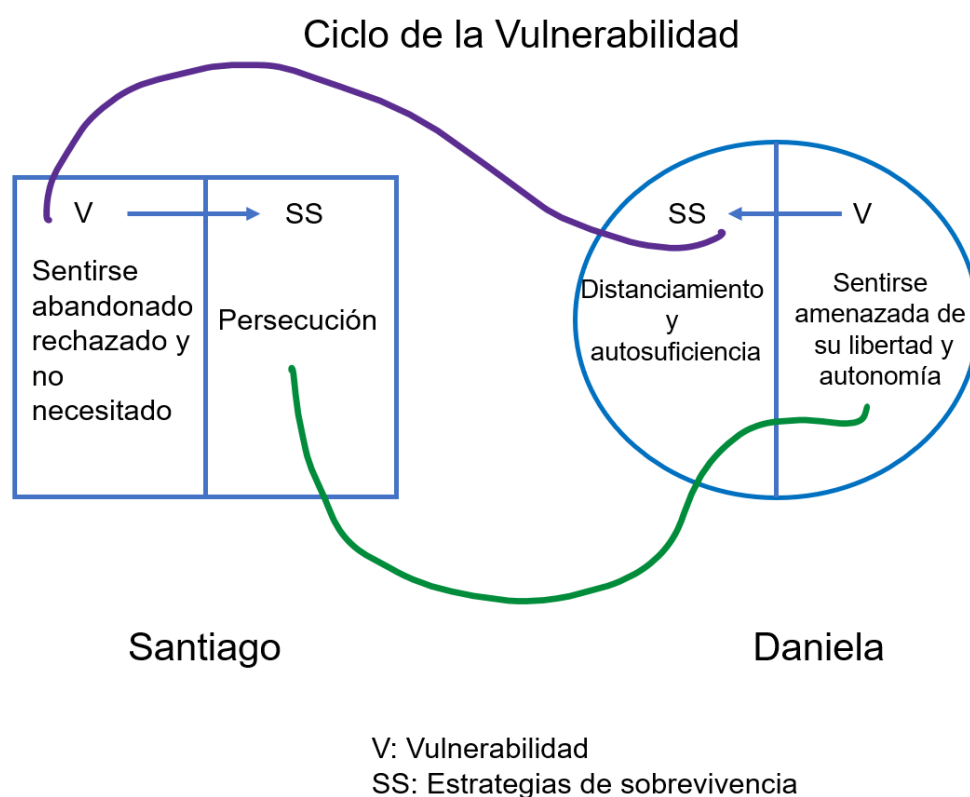 Ciclo de la Vulnerabilidad
V
SS
Sentirse
abandonado
rechazado y
no
necesitado
Persecución
SS
V
Distanciamiento
y
autosuficiencia
Sentirse
amenazada de
su libertad y
autonomía
Santiago
Daniela
V: Vulnerabilidad
SS: Estrategias de sobrevivencia